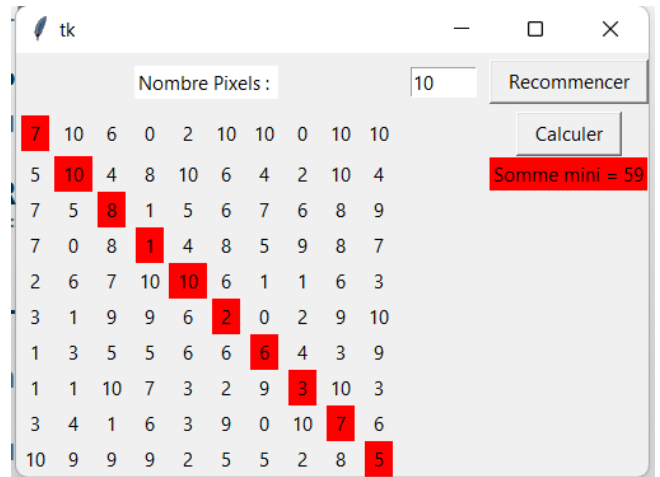 tk
Nombre Pixels : 10 Recommencer
7 10 6 0 2 10 10 0 10 10 Calculer
5 10 4 8 10 6 4 2 10 4 Somme mini = 59
7 5 8 1 5 6 7 6 8 9
7 0 8 1 4 8 5 9 8 7
2 6 7 10 10 6 1 1 6 3
3 1 9 9 6 2 0 2 9 10
1 3 5 5 6 6 6 4 3 9
1 1 10 7 3 2 9 3 10 3
3 4 1 6 3 9 0 10 7 6
10 9 9 9 2 5 5 2 8 5